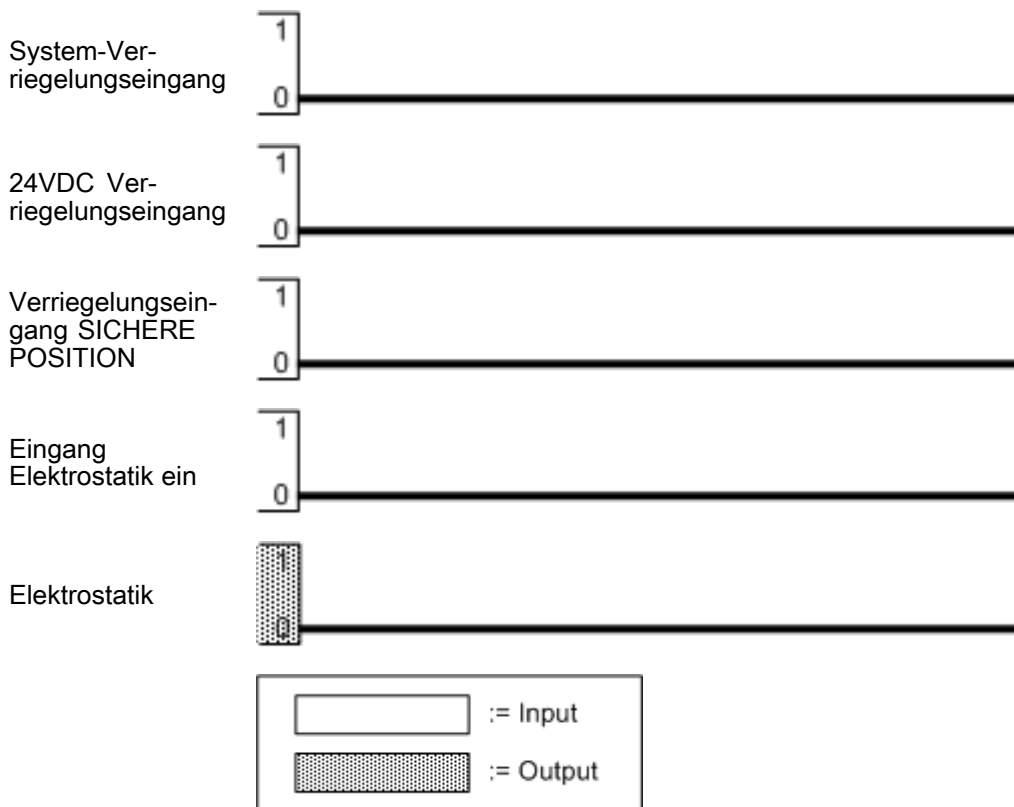 1
System-Ver-
riegelungseingang
0
1
24VDC Ver-
riegelungseingang
0
1
Verriegelungsein-
gang SICHERE
POSITION
0
1
Eingang
Elektrostatik ein
0
1
Elektrostatik
0
:= Input
:= Output